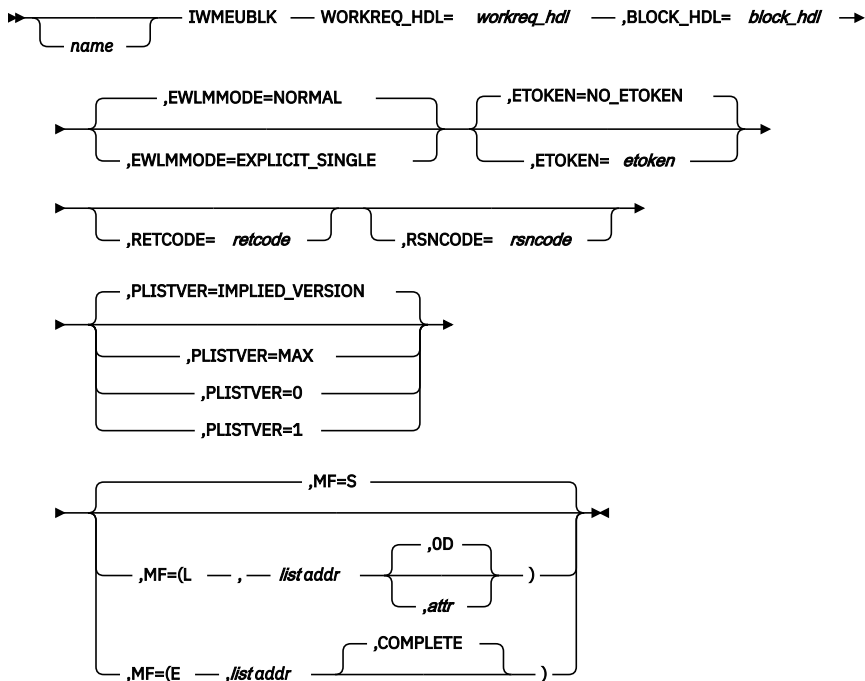 IWMEUBLK WORKREQ_HDL= workreq_hdl ,BLOCK_HDL= block_hdl
name
,EWLMMODE=NORMAL ,ETOKEN=NO_ETOKEN
,EWLMMODE=EXPLICIT_SINGLE ,ETOKEN= etoken
,RETCODE= retcode ,RSNCODE= rsncode
,PLISTVER=IMPLIED_VERSION
,PLISTVER=MAX
,PLISTVER=0
,PLISTVER=1
,MF=S
,0D
,MF=(L , list addr )
,attr
,COMPLETE
,MF=(E ,list addr )